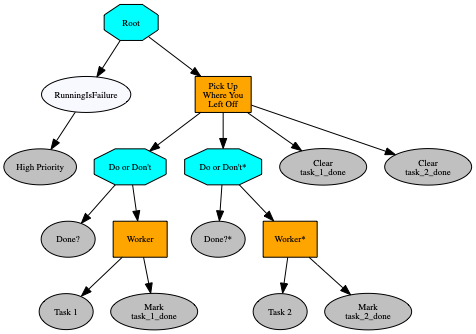 Root
RunningIsFailure
Pick Up
Where You
Left Off
High Priority
Do or Don't
Do or Don't*
Clear
task_1_done
Clear
task_2_done
Done?
Worker
Done?*
Worker*
Task 1
Mark
task_1_done
Task 2
Mark
task_2_done